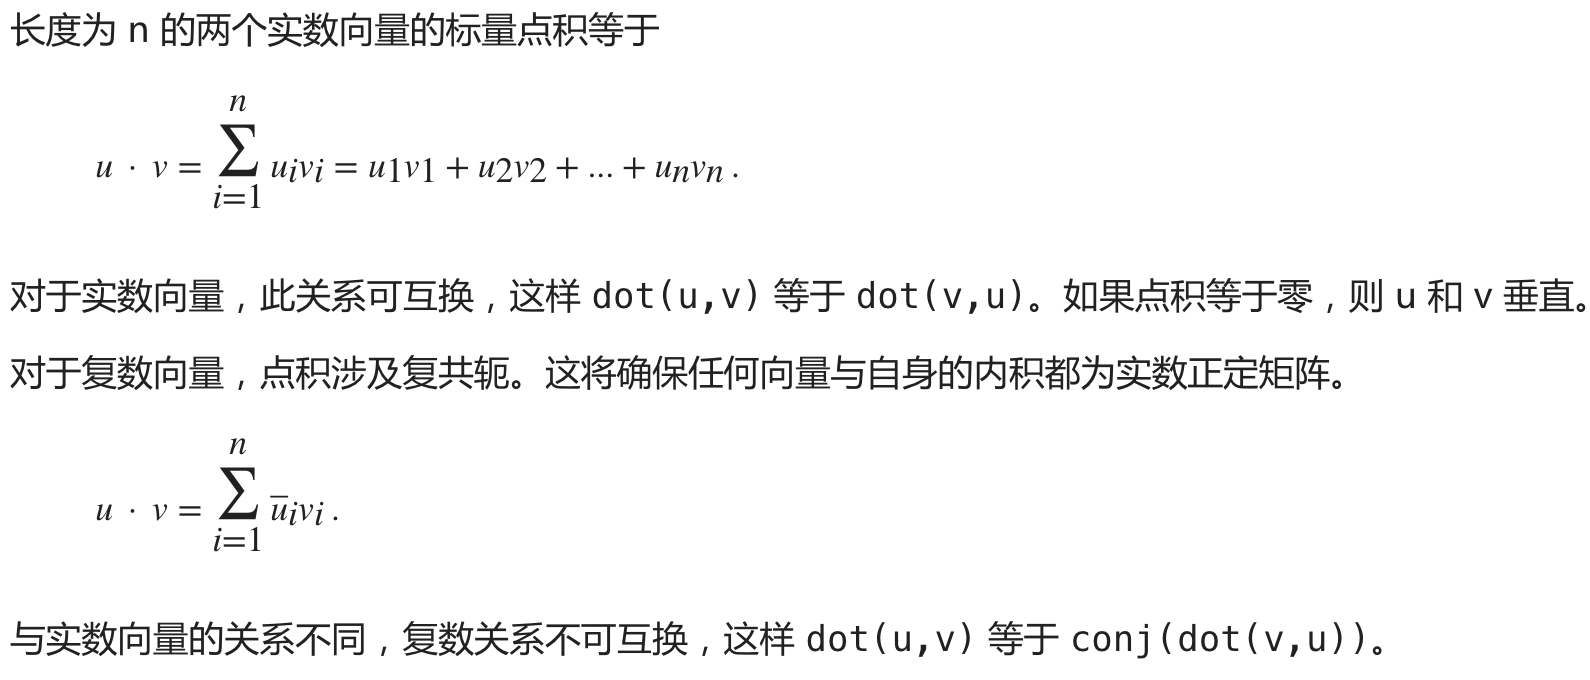 长度为 n 的两个实数向量的标量点积等于
u · v = \sum_{i=1}^{n} u_i v_i = u_1 v_1 + u_2 v_2 + ... + u_n v_n .
对于实数向量，此关系可互换，这样 dot(u,v) 等于 dot(v,u)。如果点积等于零，则 u 和 v 垂直。
对于复数向量，点积涉及复共轭。这将确保任何向量与自身的内积都为实数正定矩阵。
u · v = \sum_{i=1}^{n} \overline{u}_i v_i .
与实数向量的关系不同，复数关系不可互换，这样 dot(u,v) 等于 conj(dot(v,u))。